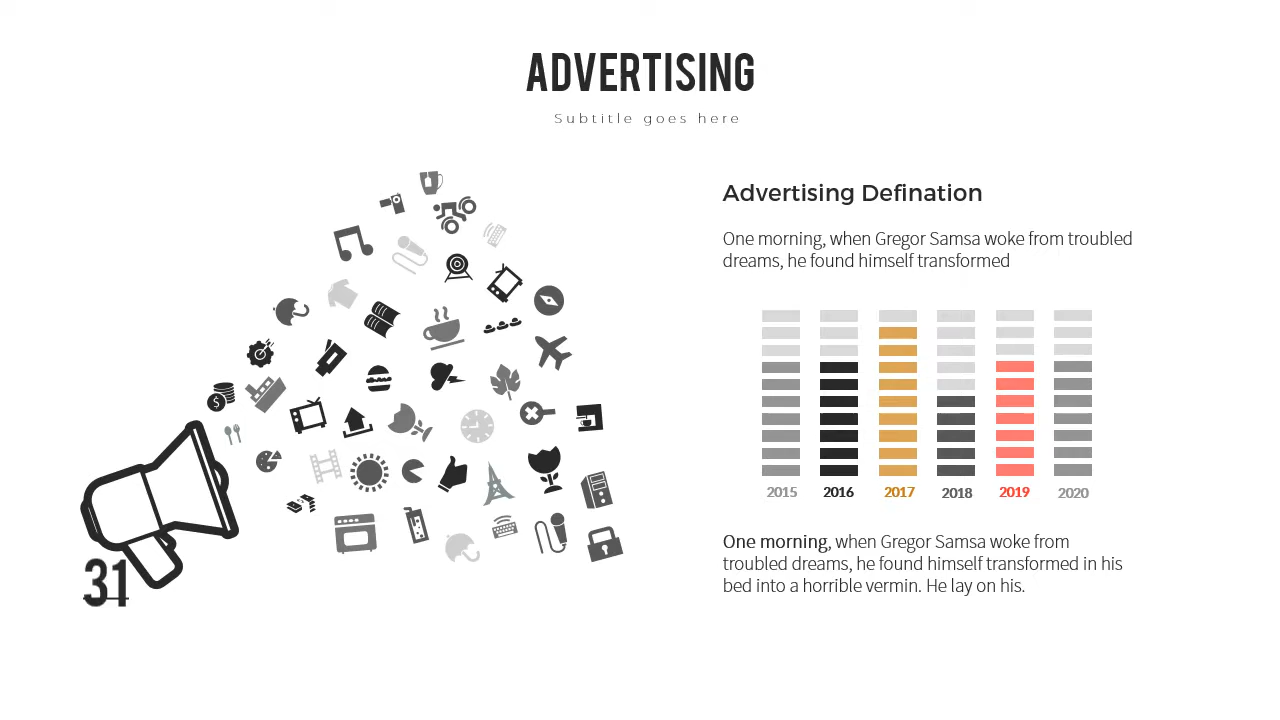 ADVERTISING
Subtitle goes here
Advertising Defination
One morning, when Gregor Samsa woke from troubled
dreams, he found himself transformed
2015 2016 2017 2018 2019 2020
One morning, when Gregor Samsa woke from
troubled dreams, he found himself transformed in his
bed into a horrible vermin. He lay on his.
31